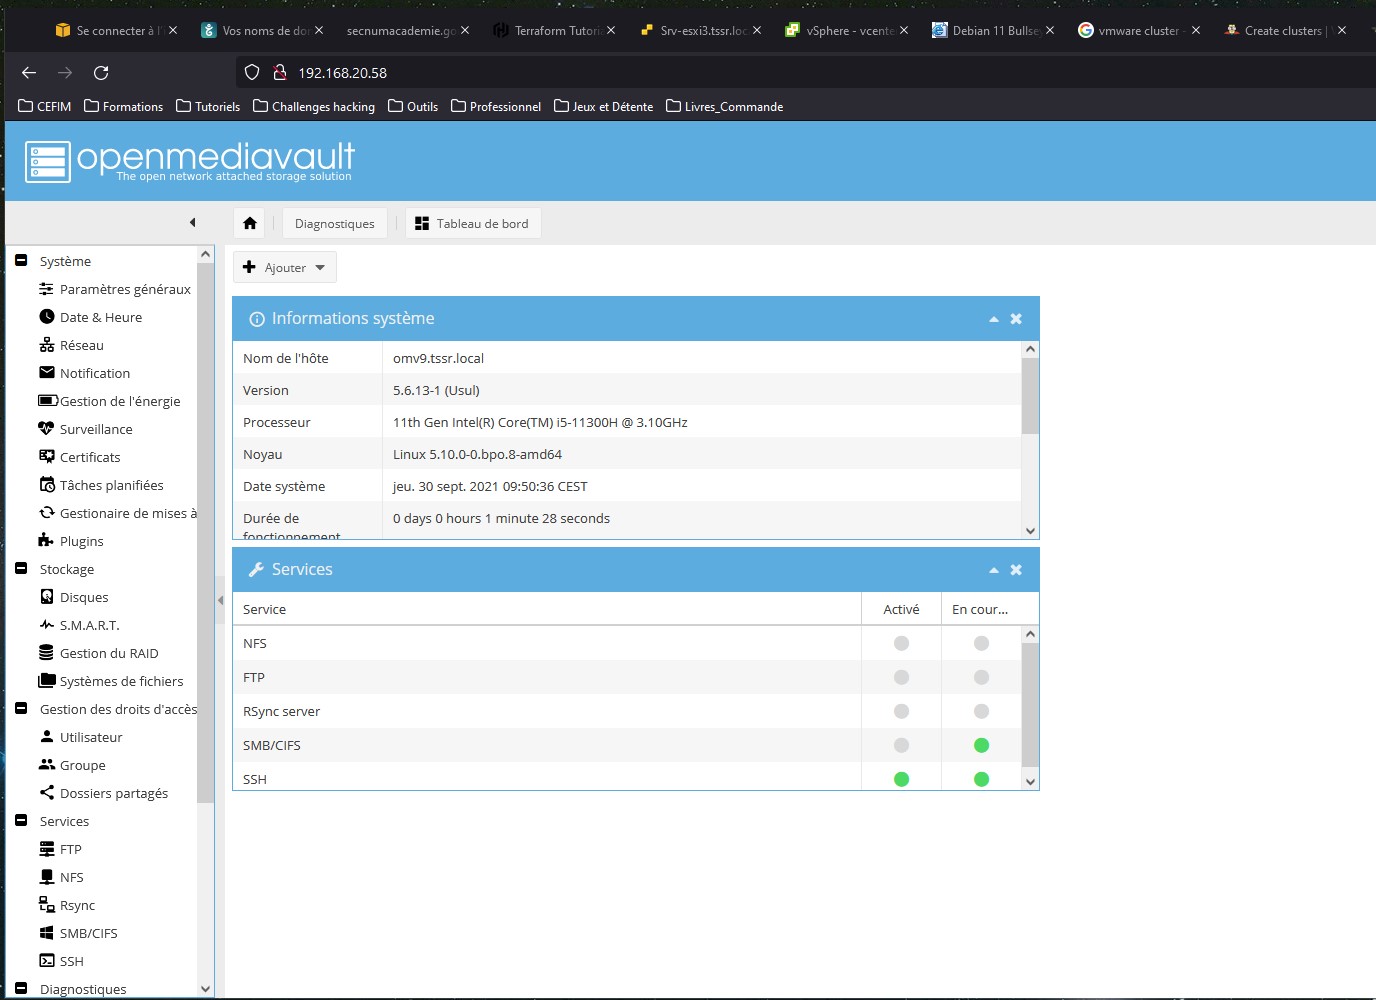 Se connecter à l'
Vos noms de do
secnumacademie.go
Terraform Tutori
Srv-esxi3.tssr.loc
vSphere - vcente
Debian 11 Bullse
vmware cluster -
Create clusters |
192.168.20.58
CEFIM
Formations
Tutoriels
Challenges hacking
Outils
Professionnel
Jeux et Détente
Livres_Commande
openmediavault
The open network attached storage solution
Diagnostiques
Tableau de bord
Système
Paramètres généraux
Date & Heure
Réseau
Notification
Gestion de l'énergie
Surveillance
Certificats
Tâches planifiées
Gestionaire de mises à
Plugins
Stockage
Disques
S.M.A.R.T.
Gestion du RAID
Systèmes de fichiers
Gestion des droits d'accès
Utilisateur
Groupe
Dossiers partagés
Services
FTP
NFS
Rsync
SMB/CIFS
SSH
Diagnostiques
Ajouter
Informations système
Nom de l'hôte omv9.tssr.local
Version 5.6.13-1 (Usul)
Processeur 11th Gen Intel(R) Core(TM) i5-11300H @ 3.10GHz
Noyau Linux 5.10.0-0.bpo.8-amd64
Date système jeu. 30 sept. 2021 09:50:36 CEST
Durée de fonctionnement 0 days 0 hours 1 minute 28 seconds
Services
Service Activé En cour...
NFS
FTP
RSync server
SMB/CIFS
SSH